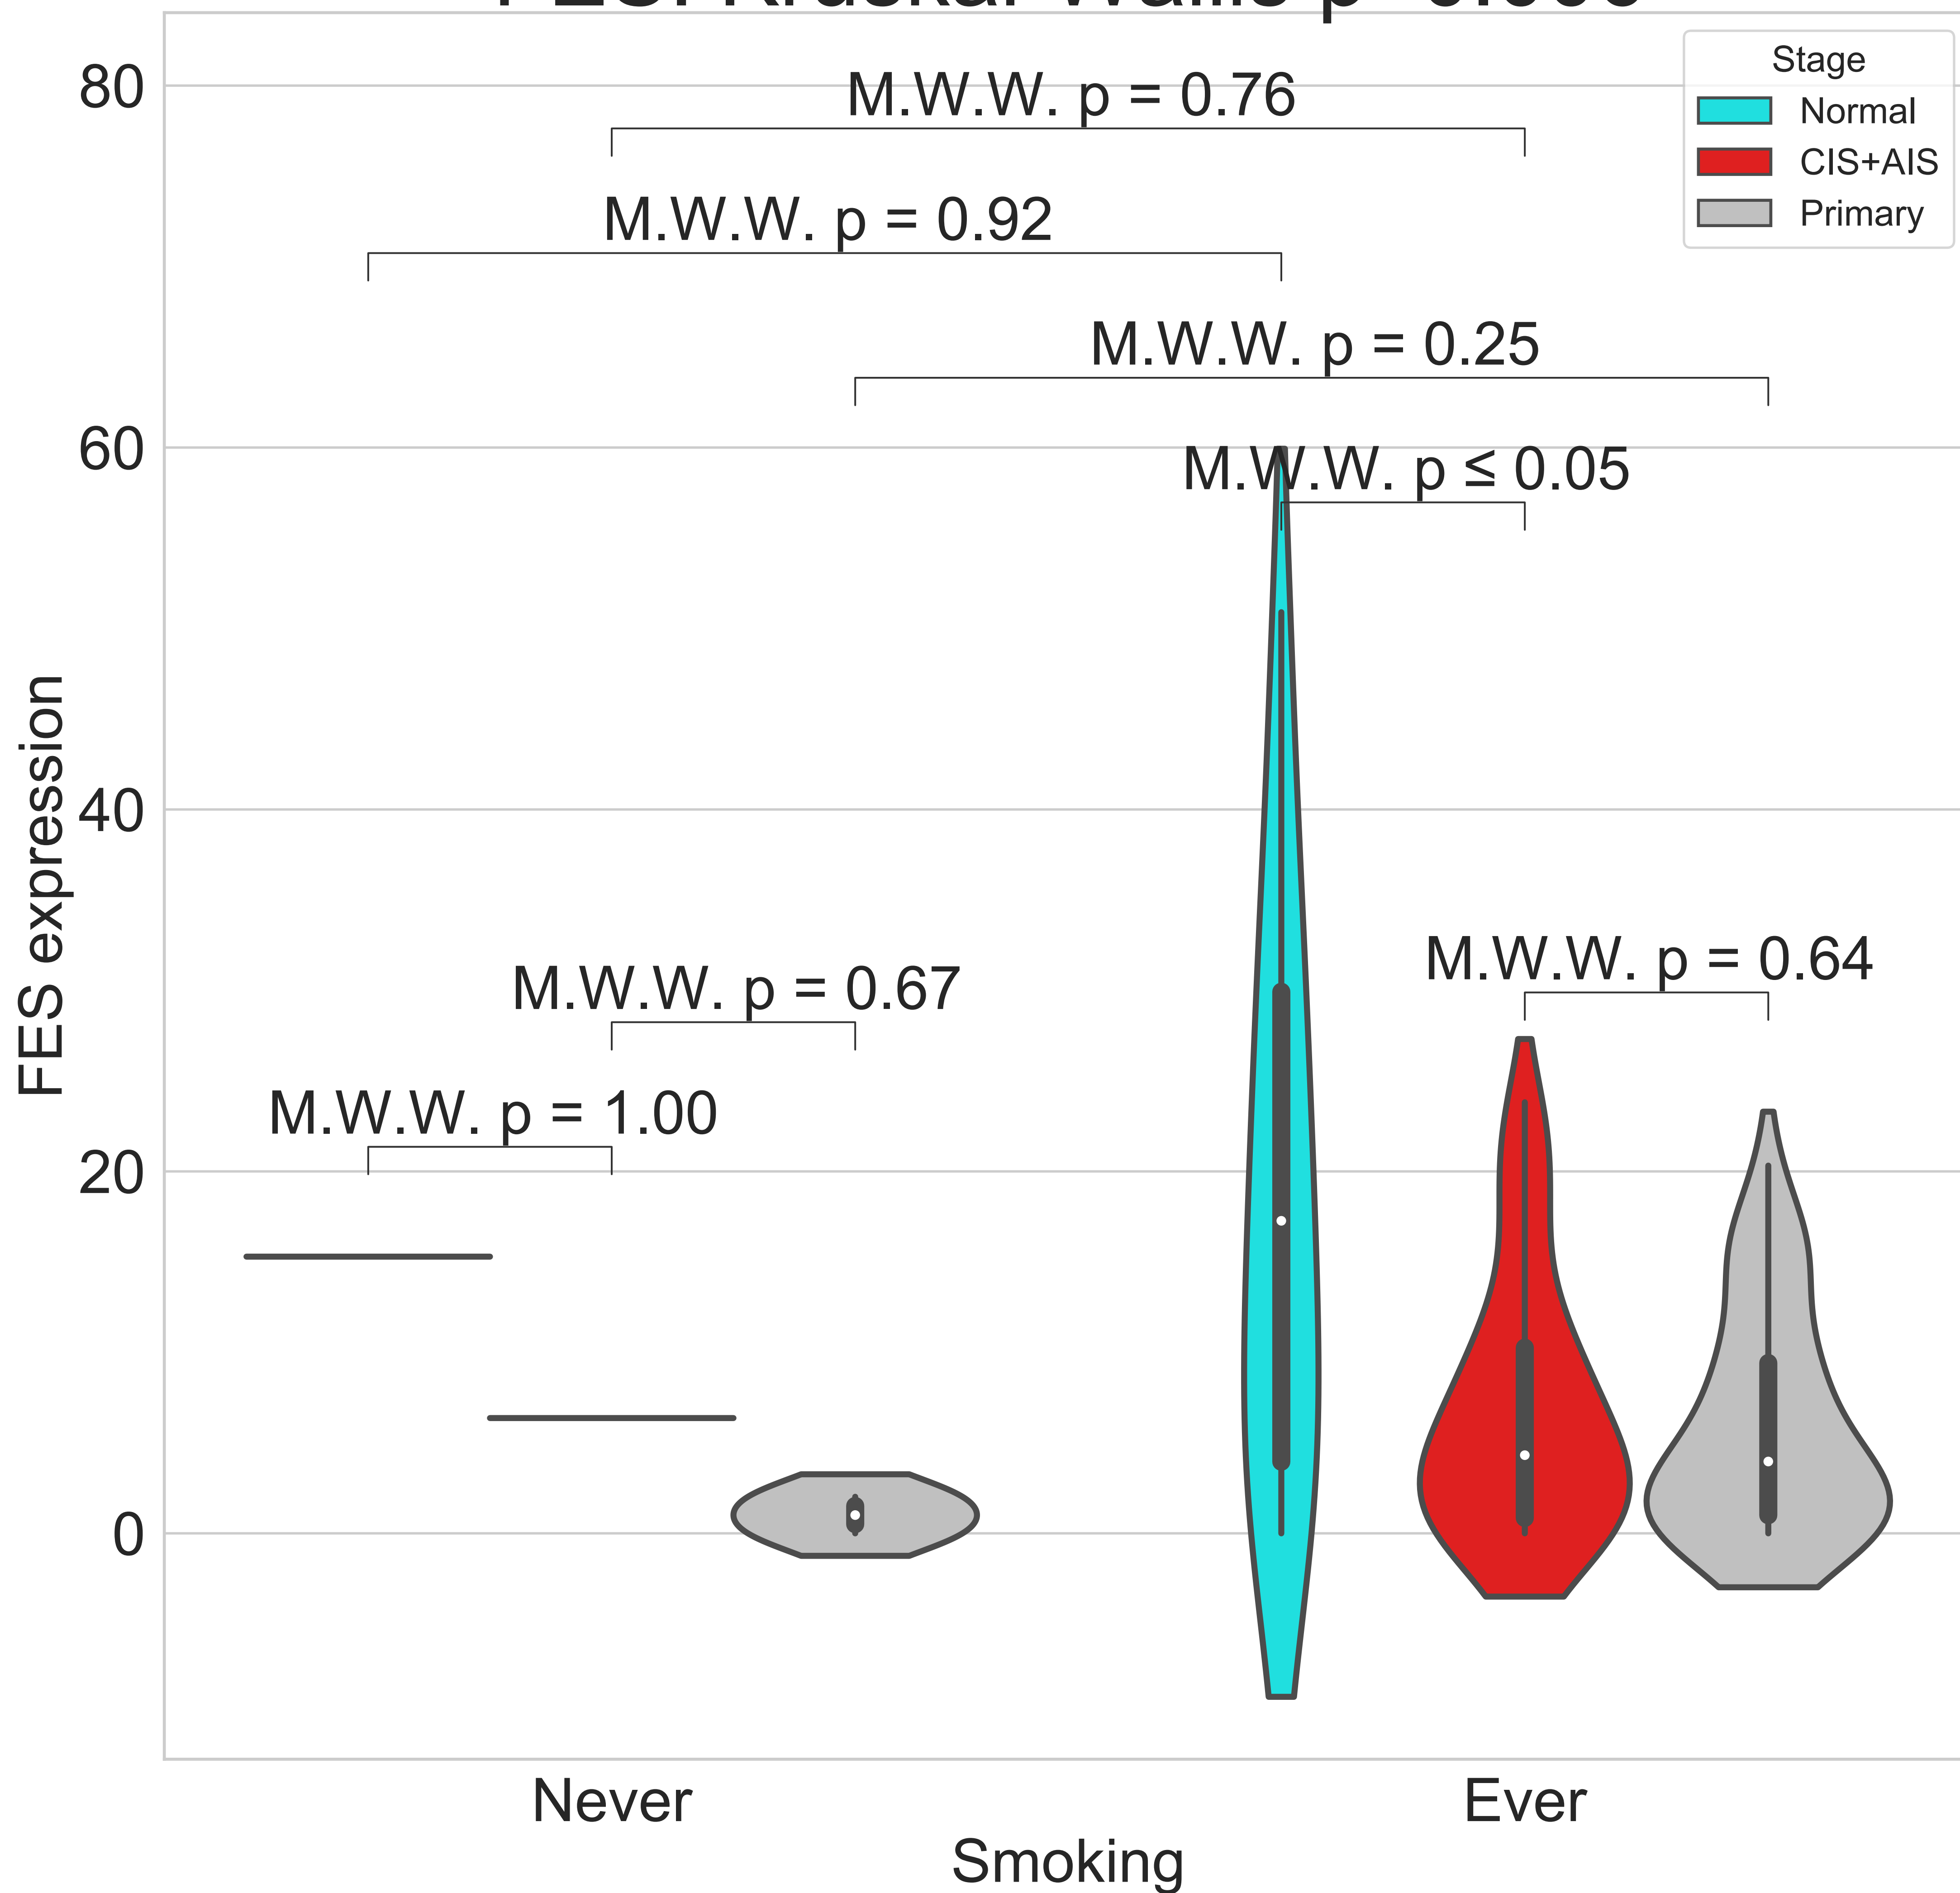 Stage
Normal
CIS+AIS
Primary
M.W.W. p = 0.76
M.W.W. p = 0.92
M.W.W. p = 0.25
M.W.W. p ≤ 0.05
M.W.W. p = 0.64
M.W.W. p = 0.67
M.W.W. p = 1.00
80
60
40
20
0
FES expression
Never
Ever
Smoking